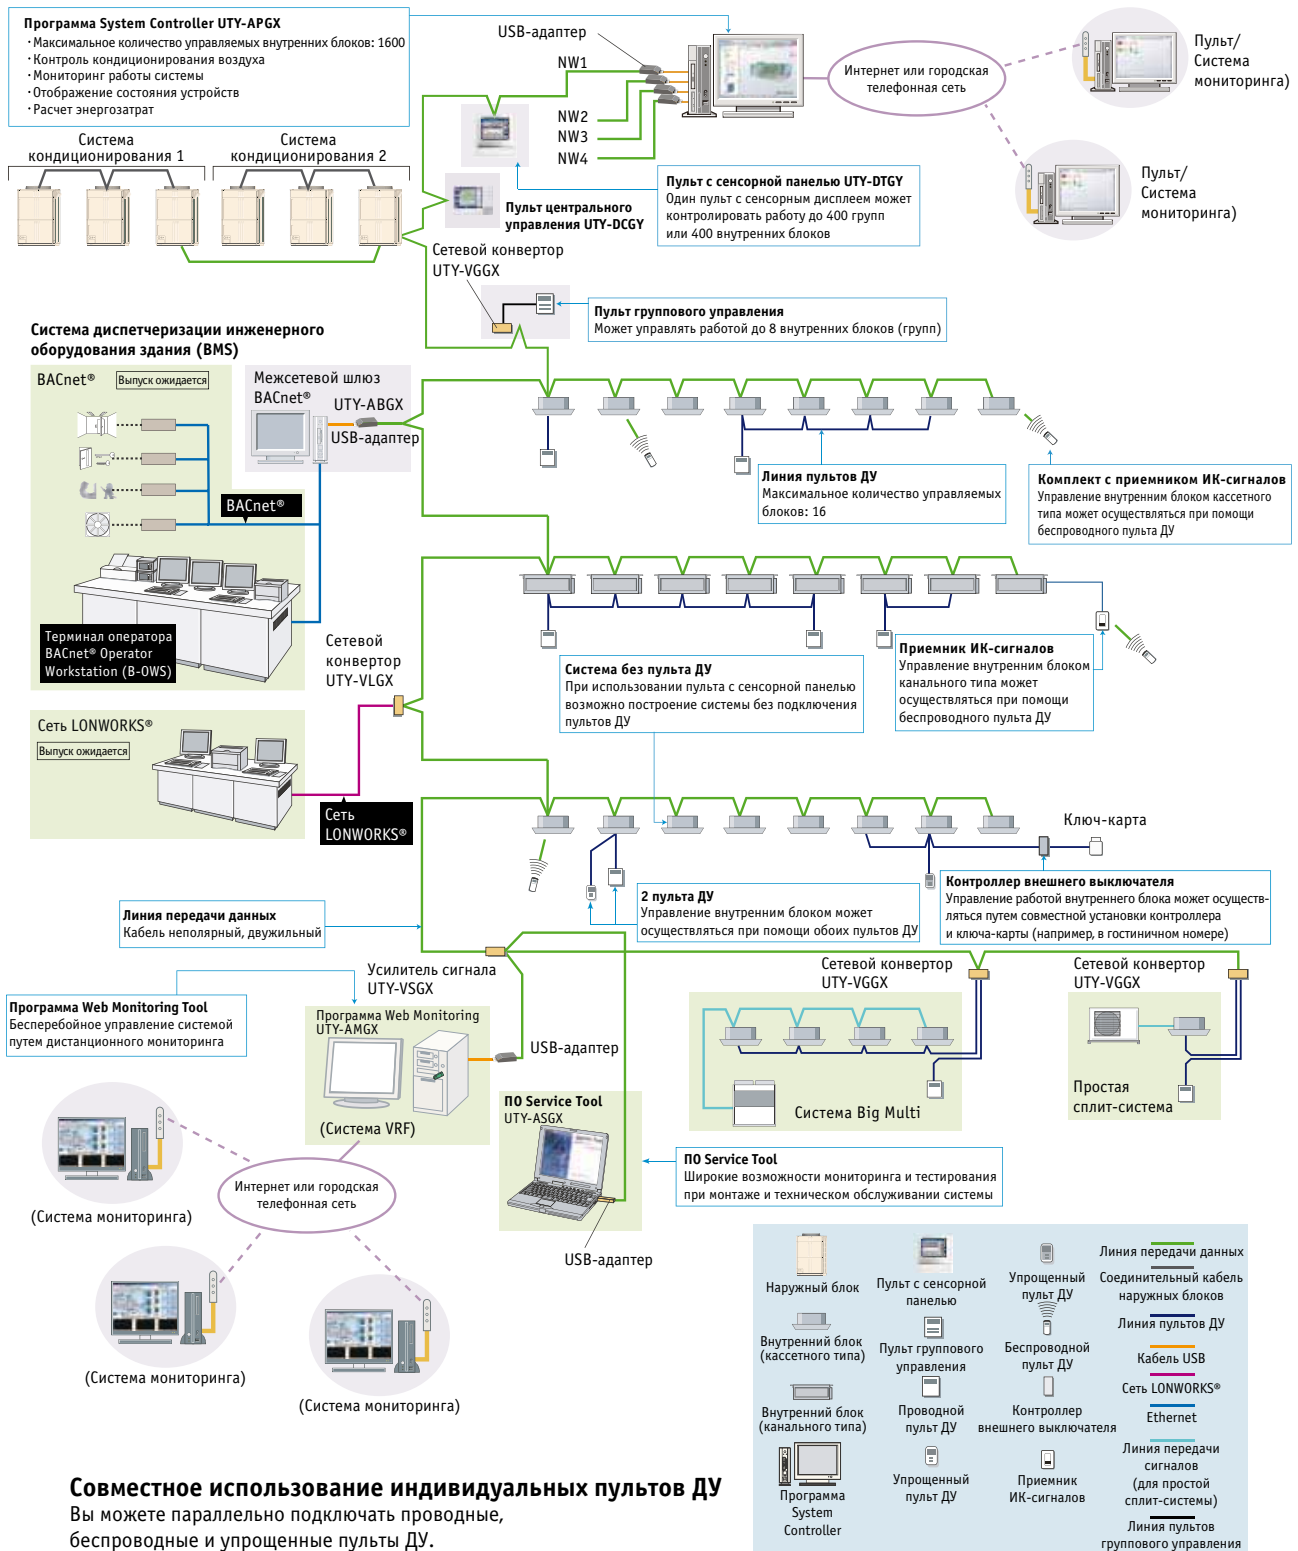 Программа System Controller UTY-APGX
·Максимальное количество управляемых внутренних блоков: 1600
·Контроль кондиционирования воздуха
·Мониторинг работы системы
·Отображение состояния устройств
·Расчет энергозатрат
USB-адаптер
NW1
NW2
NW3
NW4
Интернет или городская
телефонная сеть
Пульт/
Система
мониторинга)
Пульт/
Система
мониторинга)
Система
кондиционирования 1
Система
кондиционирования 2
Пульт с сенсорной панелью UTY-DTGY
Один пульт с сенсорным дисплеем может
контролировать работу до 400 групп
или 400 внутренних блоков
Пульт центрального
управления UTY-DCGY
Сетевой конвертор
UTY-VGGX
Пульт группового управления
Может управлять работой до 8 внутренних блоков (групп)
Система диспетчеризации инженерного
оборудования здания (BMS)
BACnet®
Выпуск ожидается
Межсетевой шлюз
BACnet®
UTY-ABGX
USB-адаптер
BACnet®
Линия пультов ДУ
Максимальное количество управляемых
блоков: 16
Комплект с приемником ИК-сигналов
Управление внутренним блоком кассетного
типа может осуществляться при помощи
беспроводного пульта ДУ
Терминал оператора
BACnet® Operator
Workstation (B-OWS)
Сетевой
конвертор
UTY-VLGX
Система без пульта ДУ
При использовании пульта с сенсорной панелью
возможно построение системы без подключения
пультов ДУ
Приемник ИК-сигналов
Управление внутренним блоком
канального типа может
осуществляться при помощи
беспроводного пульта ДУ
Сеть LONWORKS®
Выпуск ожидается
Сеть
LONWORKS®
Ключ-карта
Линия передачи данных
Кабель неполярный, двужильный
2 пульта ДУ
Управление внутренним блоком может
осуществляться при помощи обоих пультов ДУ
Контроллер внешнего выключателя
Управление работой внутреннего блока может осуществ-
ляться путем совместной установки контроллера
и ключа-карты (например, в гостиничном номере)
Усилитель сигнала
UTY-VSGX
Сетевой конвертор
UTY-VGGX
Сетевой конвертор
UTY-VGGX
Программа Web Monitoring Tool
Бесперебойное управление системой
путем дистанционного мониторинга
Программа Web Monitoring
UTY-AMGX
USB-адаптер
(Система VRF)
ПО Service Tool
UTY-ASGX
Система Big Multi
Простая
сплит-система
ПО Service Tool
Широкие возможности мониторинга и тестирования
при монтаже и техническом обслуживании системы
USB-адаптер
Интернет или городская
телефонная сеть
(Система мониторинга)
(Система мониторинга)
(Система мониторинга)
Наружный блок
Пульт с сенсорной
панелью
Упрощенный
пульт ДУ
Линия передачи данных
Соединительный кабель
наружных блоков
Линия пультов ДУ
Внутренний блок
(кассетного типа)
Пульт группового
управления
Беспроводной
пульт ДУ
Кабель USB
Сеть LONWORKS®
Внутренний блок
(канального типа)
Проводной
пульт ДУ
Контроллер
внешнего выключателя
Ethernet
Линия передачи
сигналов
(для простой
сплит-системы)
Программа
System
Controller
Упрощенный
пульт ДУ
Приемник
ИК-сигналов
Линия пультов
группового управления
Совместное использование индивидуальных пультов ДУ
Вы можете параллельно подключать проводные,
беспроводные и упрощенные пульты ДУ.